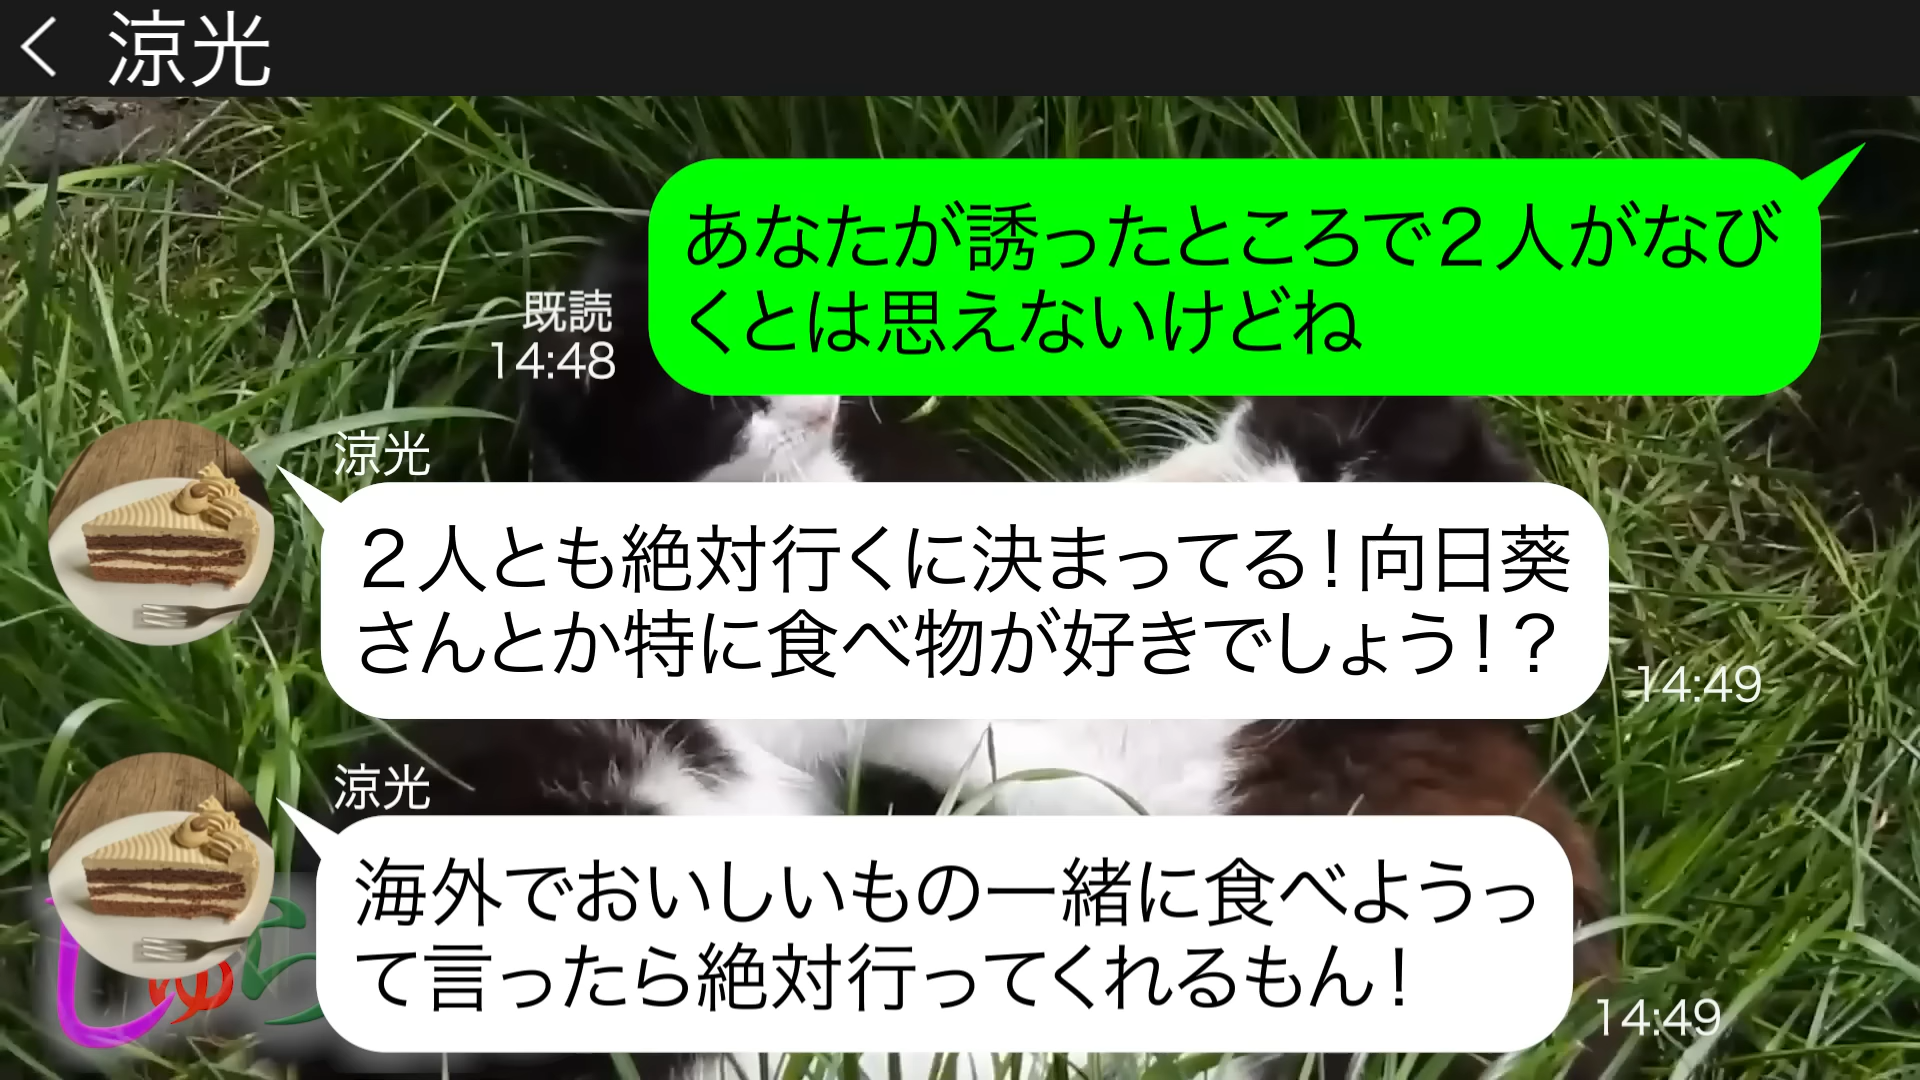 涼光
あなたが誘ったところで２人がなび
くとは思えないけどね
既読
14:48
涼光
２人とも絶対行くに決まってる！向日葵
さんとか特に食べ物が好きでしょう！？
14:49
涼光
海外でおいしいもの一緒に食べようっ
て言ったら絶対行ってくれるもん！
14:49
しゅら